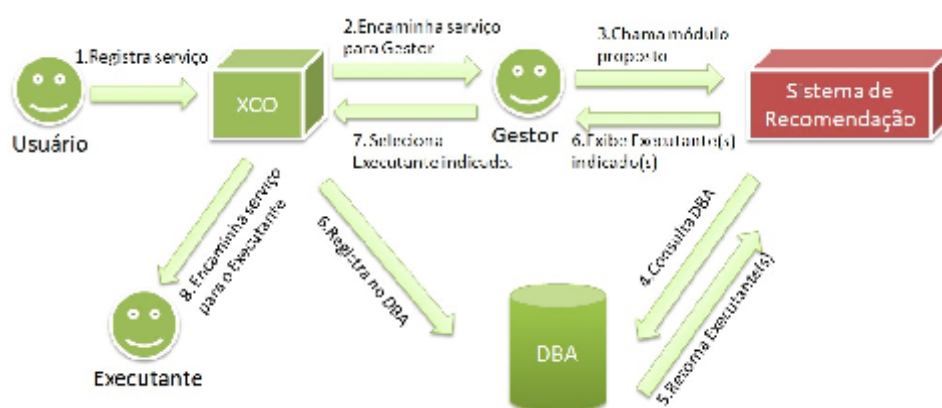 1.Registra serviço
2.Encaminha serviço
para Gestor
3.Chama módulo
proposto
XCO
Sistema de
Recomendação
Usuário
Gestor
7.Seleciona
Executante indicado.
6.Exibe Executante(s)
indicado(s)
8.Encaminha serviço
para o Executante
6.Registra no DBA
4.Consulta DBA
5.Retorna Executante(s)
DBA
Executante